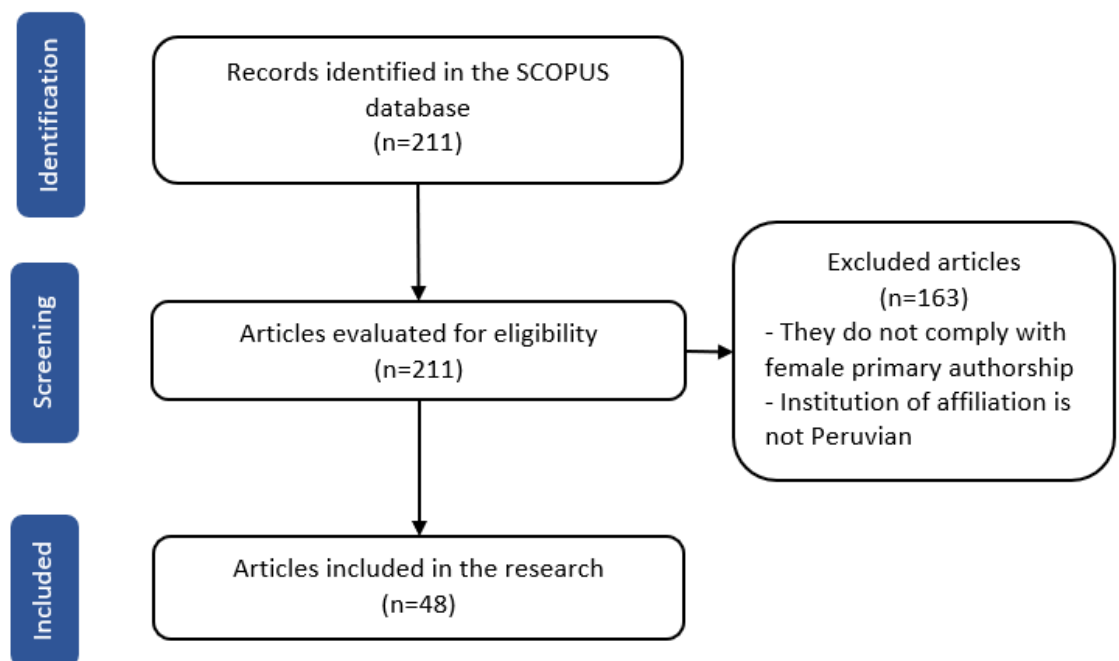 Identification
Records identified in the SCOPUS
database
(n=211)
Screening
Articles evaluated for eligibility
(n=211)
Excluded articles
(n=163)
- They do not comply with
female primary authorship
- Institution of affiliation is
not Peruvian
Included
Articles included in the research
(n=48)